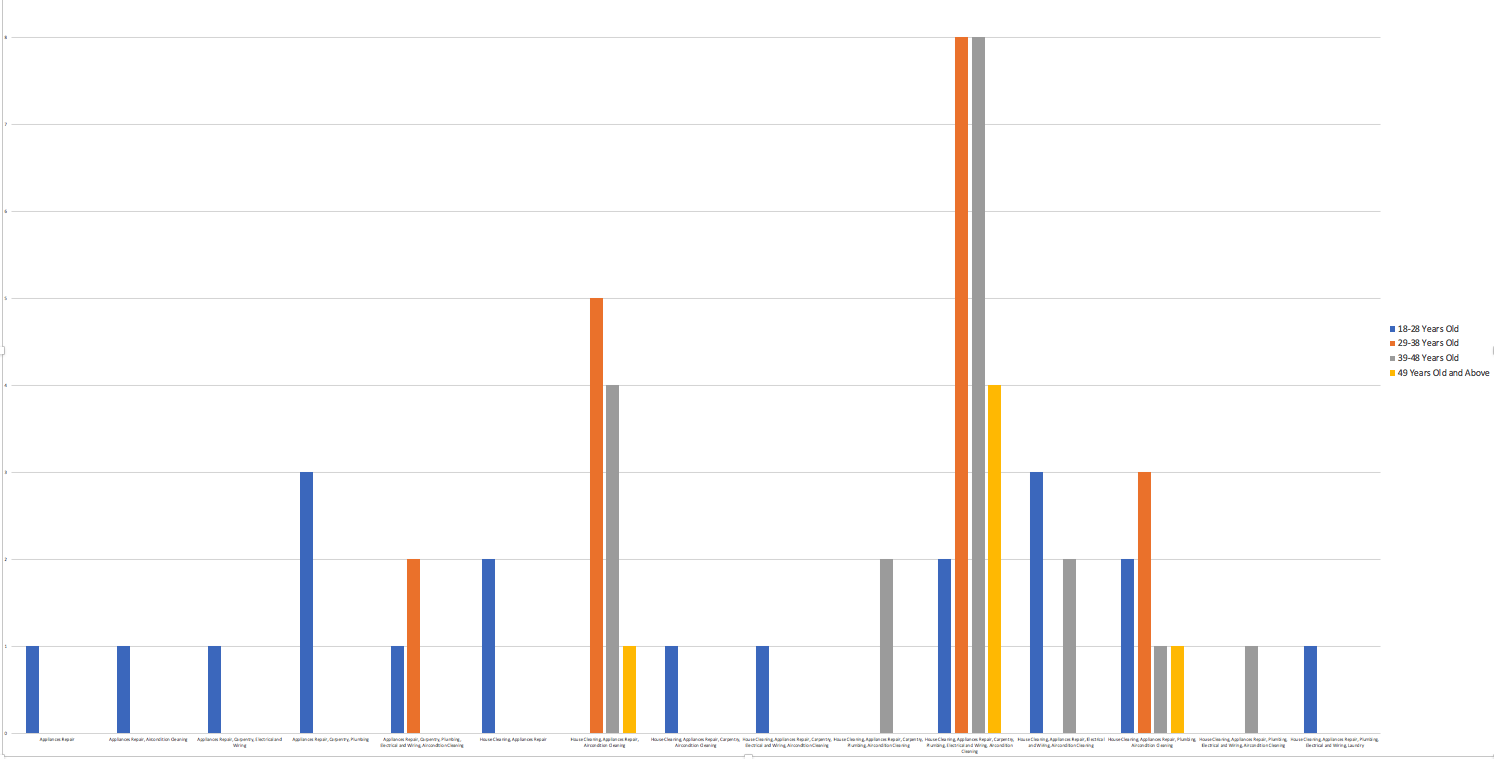 8
7
6
5
4
3
2
1
0
Appliances Repair
Appliances Repair, Aircondition Cleaning
Appliances Repair, Carpentry, Electrical and
Wiring
Appliances Repair, Carpentry, Plumbing
Appliances Repair, Carpentry, Plumbing,
Electrical and Wiring, Aircondition Cleaning
House Cleaning, Appliances Repair
House Cleaning, Appliances Repair,
Aircondition Cleaning
House Cleaning, Appliances Repair, Carpentry,
Aircondition Cleaning
House Cleaning, Appliances Repair, Carpentry,
Electrical and Wiring, Aircondition Cleaning
House Cleaning, Appliances Repair, Carpentry,
Plumbing, Aircondition Cleaning
House Cleaning, Appliances Repair, Carpentry,
Plumbing, Electrical and Wiring, Aircondition
Cleaning
House Cleaning, Appliances Repair, Electrical
and Wiring, Aircondition Cleaning
House Cleaning, Appliances Repair, Plumbing,
Aircondition Cleaning
House Cleaning, Appliances Repair, Plumbing,
Electrical and Wiring, Aircondition Cleaning
House Cleaning, Appliances Repair, Plumbing,
Electrical and Wiring, Laundry
18-28 Years Old
29-38 Years Old
39-48 Years Old
49 Years Old and Above